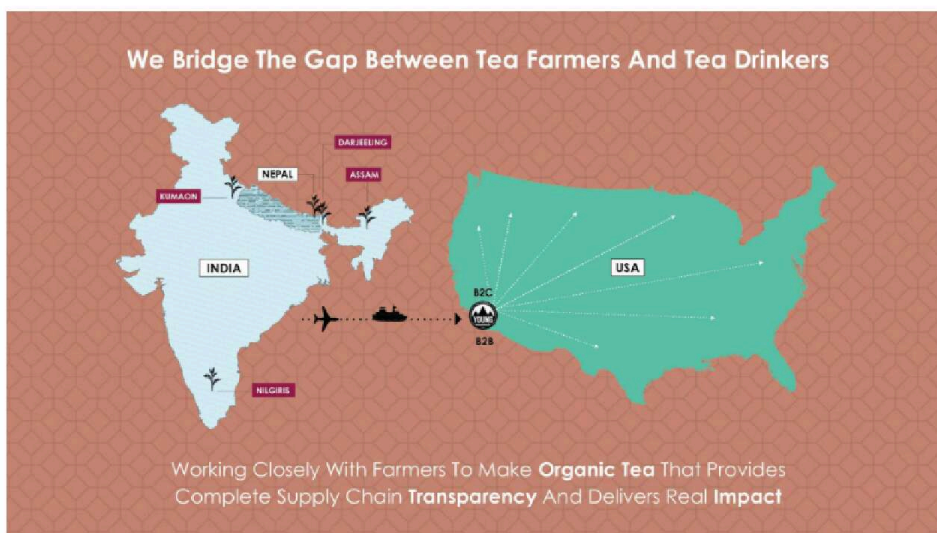 We Bridge The Gap Between Tea Farmers And Tea Drinkers
DARJEELING
NEPAL
ASSAM
KUMAON
INDIA
USA
B2C
YOUNG
B2B
NILGIRIS
Working Closely With Farmers To Make Organic Tea That Provides
Complete Supply Chain Transparency And Delivers Real Impact